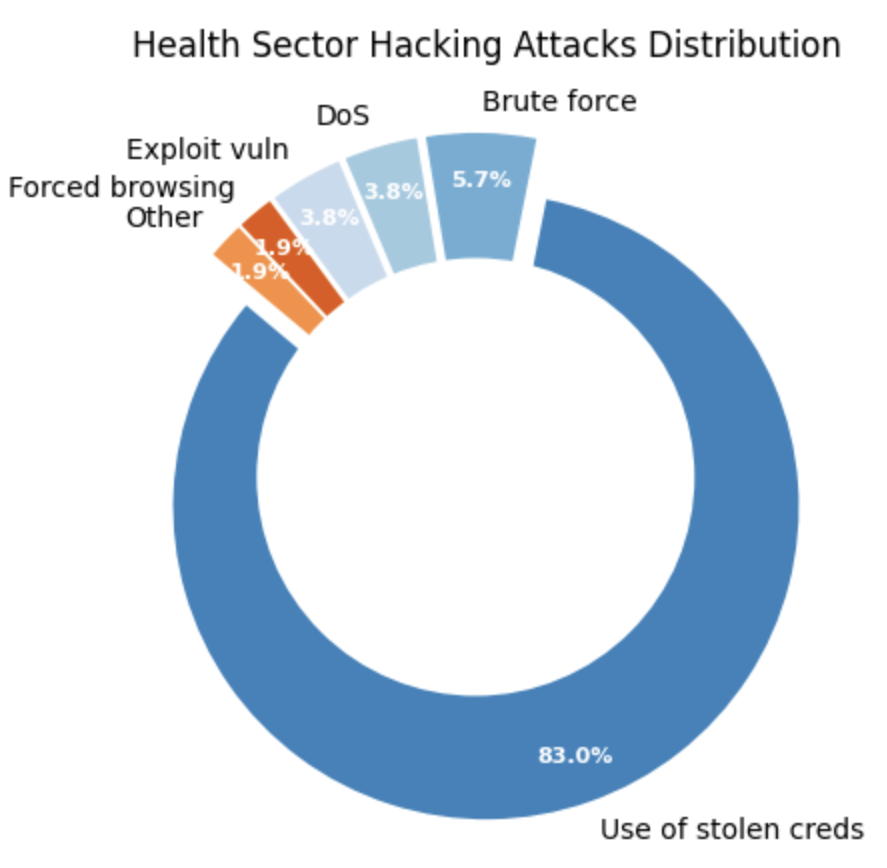 Health Sector Hacking Attacks Distribution
Brute force
DoS
Exploit vuln
Forced browsing
Other
5.7%
3.8%
3.8%
1.9%
1.9%
83.0%
Use of stolen creds